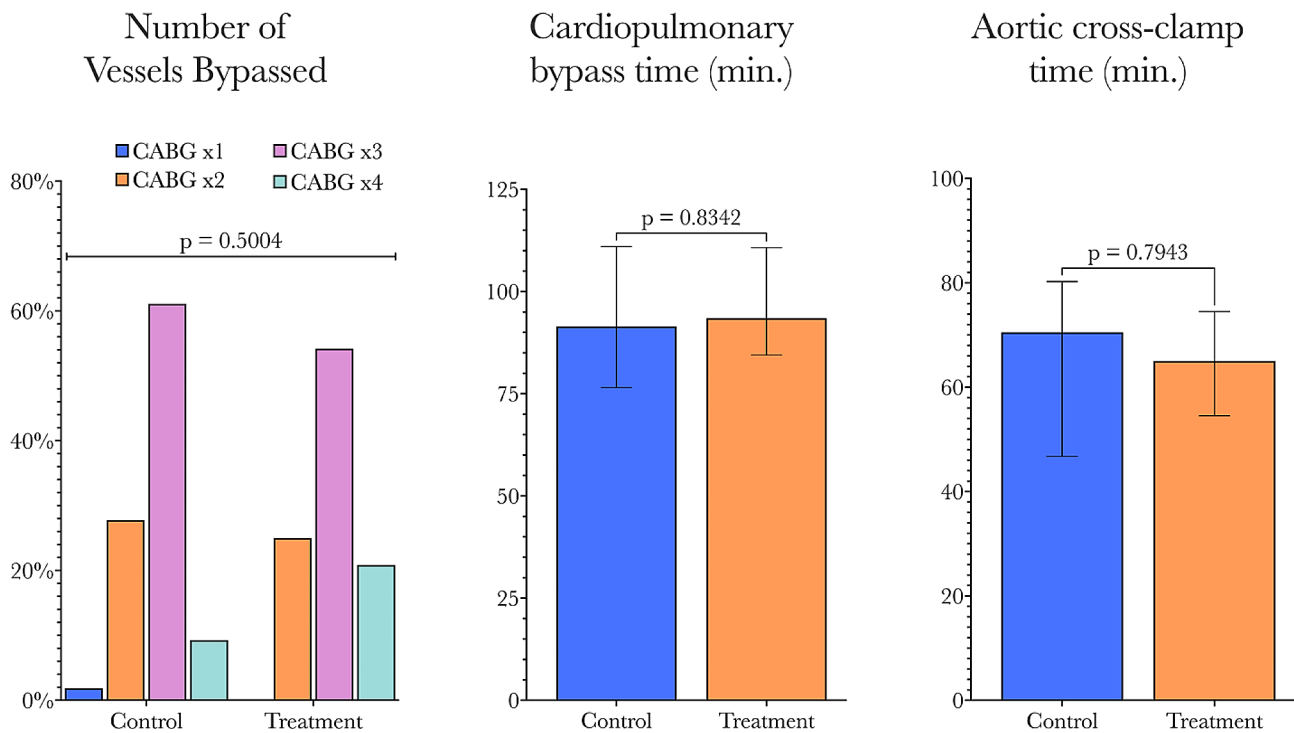 Number of
Vessels Bypassed
CABG x1
CABG x3
CABG x2
CABG x4
80%
60%
40%
20%
0%
p = 0.5004
Control
Treatment
Cardiopulmonary
bypass time (min.)
125
100
75
50
25
0
p = 0.8342
Control
Treatment
Aortic cross-clamp
time (min.)
100
80
60
40
20
0
p = 0.7943
Control
Treatment